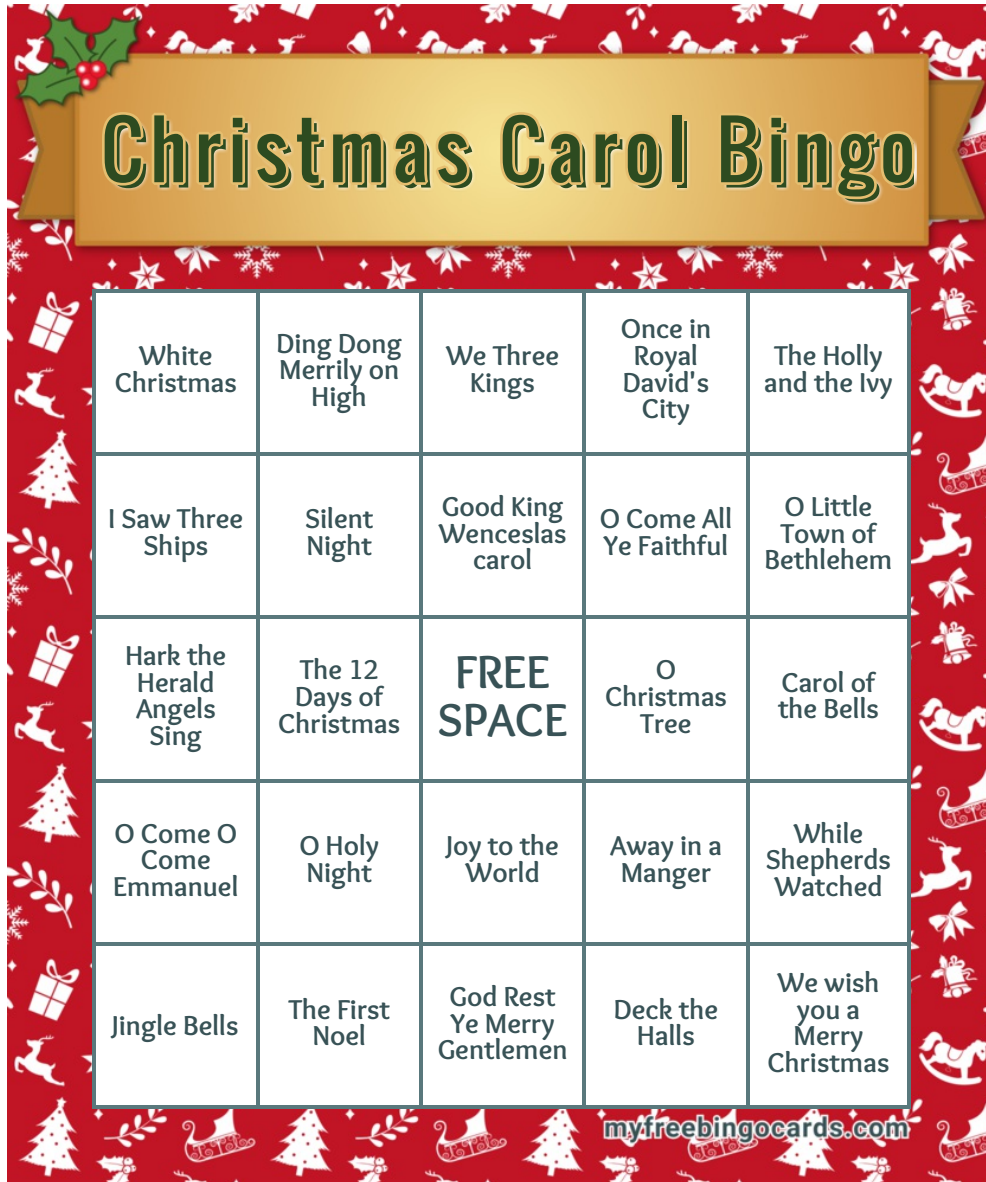 Christmas Carol Bingo
White
Christmas
Ding Dong
Merrily on
High
We Three
Kings
Once in
Royal
David's
City
The Holly
and the Ivy
I Saw Three
Ships
Silent
Night
Good King
Wenceslas
carol
O Come All
Ye Faithful
O Little
Town of
Bethlehem
Hark the
Herald
Angels
Sing
The 12
Days of
Christmas
FREE
SPACE
O
Christmas
Tree
Carol of
the Bells
O Come O
Come
Emmanuel
O Holy
Night
Joy to the
World
Away in a
Manger
While
Shepherds
Watched
Jingle Bells
The First
Noel
God Rest
Ye Merry
Gentlemen
Deck the
Halls
We wish
you a
Merry
Christmas
myfreebingocards.com